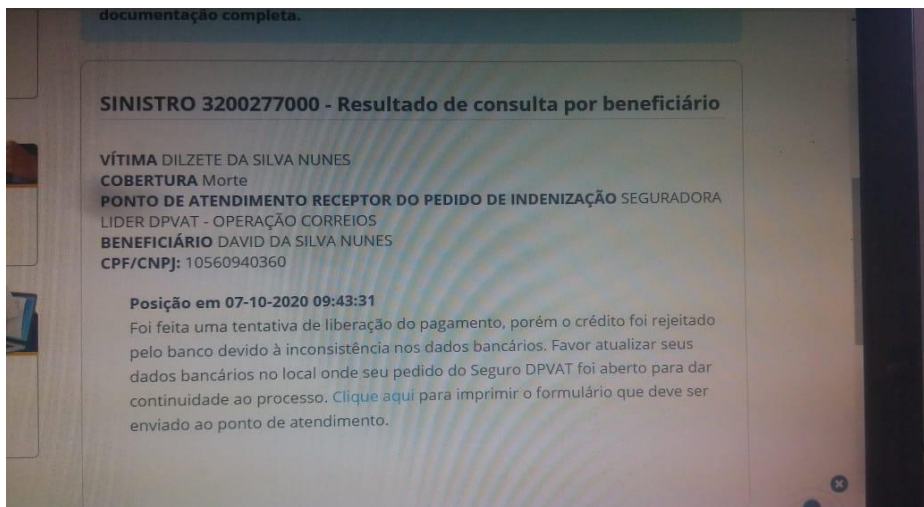 documentação completa.
SINISTRO 3200277000 - Resultado de consulta por beneficiário
VÍTIMA DILZETE DA SILVA NUNES
COBERTURA Morte
PONTO DE ATENDIMENTO RECEPTOR DO PEDIDO DE INDENIZAÇÃO SEGURADORA
LIDER DPVAT - OPERAÇÃO CORREIOS
BENEFICIÁRIO DAVID DA SILVA NUNES
CPF/CNPJ: 10560940360
Posição em 07-10-2020 09:43:31
Foi feita uma tentativa de liberação do pagamento, porém o crédito foi rejeitado
pelo banco devido à inconsistência nos dados bancários. Favor atualizar seus
dados bancários no local onde seu pedido do Seguro DPVAT foi aberto para dar
continuidade ao processo. Clique aqui para imprimir o formulário que deve ser
enviado ao ponto de atendimento.